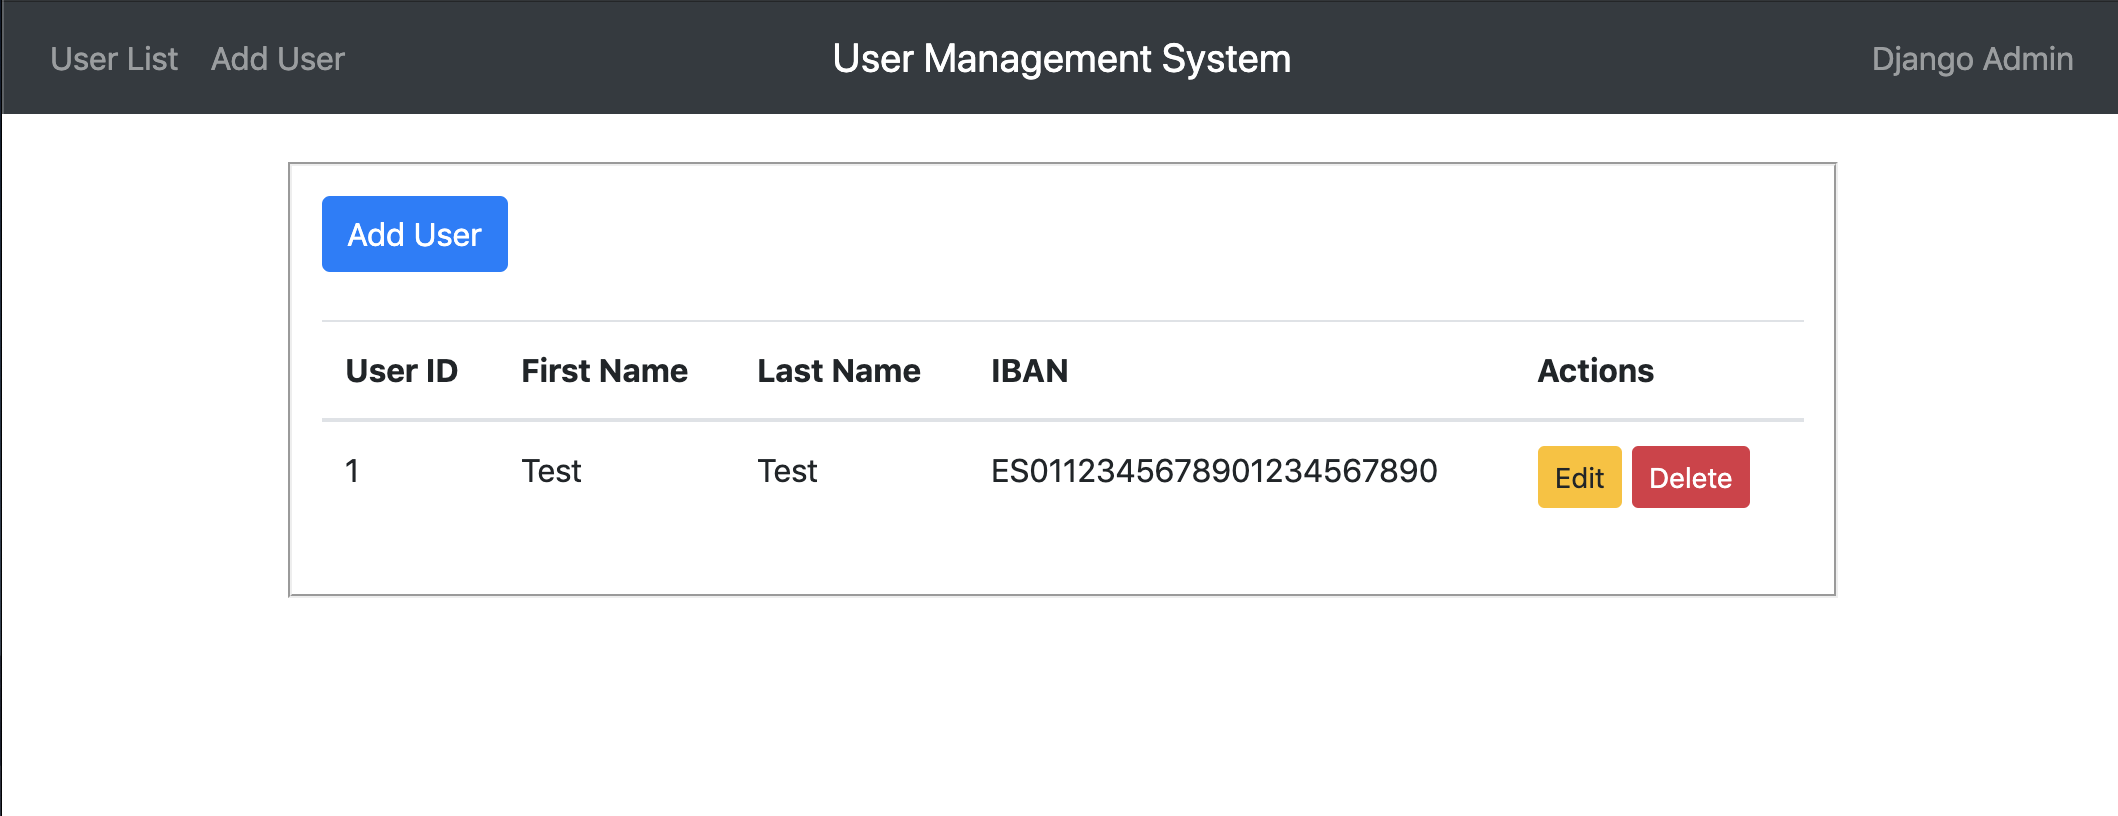 User List Add User User Management System Django Admin
Add User
User ID First Name Last Name IBAN Actions
1 Test Test ES0112345678901234567890 Edit Delete